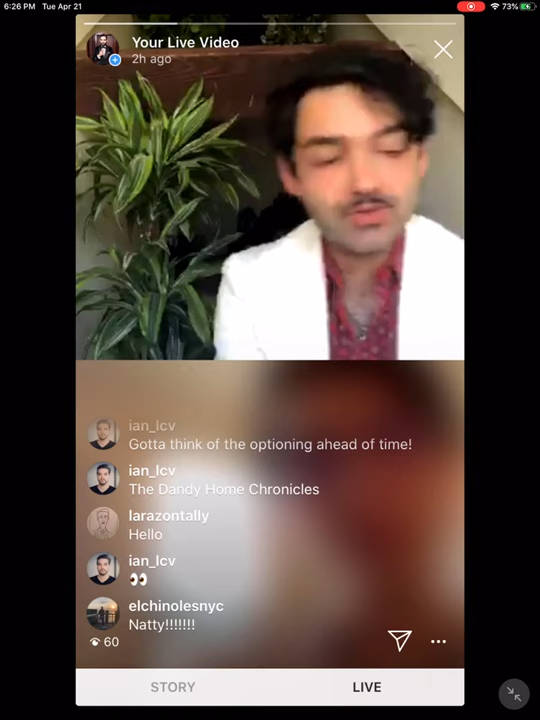 6:26 PM Tue Apr 21
73%
Your Live Video
2h ago
ian_lcv
Gotta think of the optioning ahead of time!
ian_lcv
The Dandy Home Chronicles
larazontally
Hello
ian_lcv
👀
elchinolesnyc
Natty!!!!!!!
60
STORY
LIVE